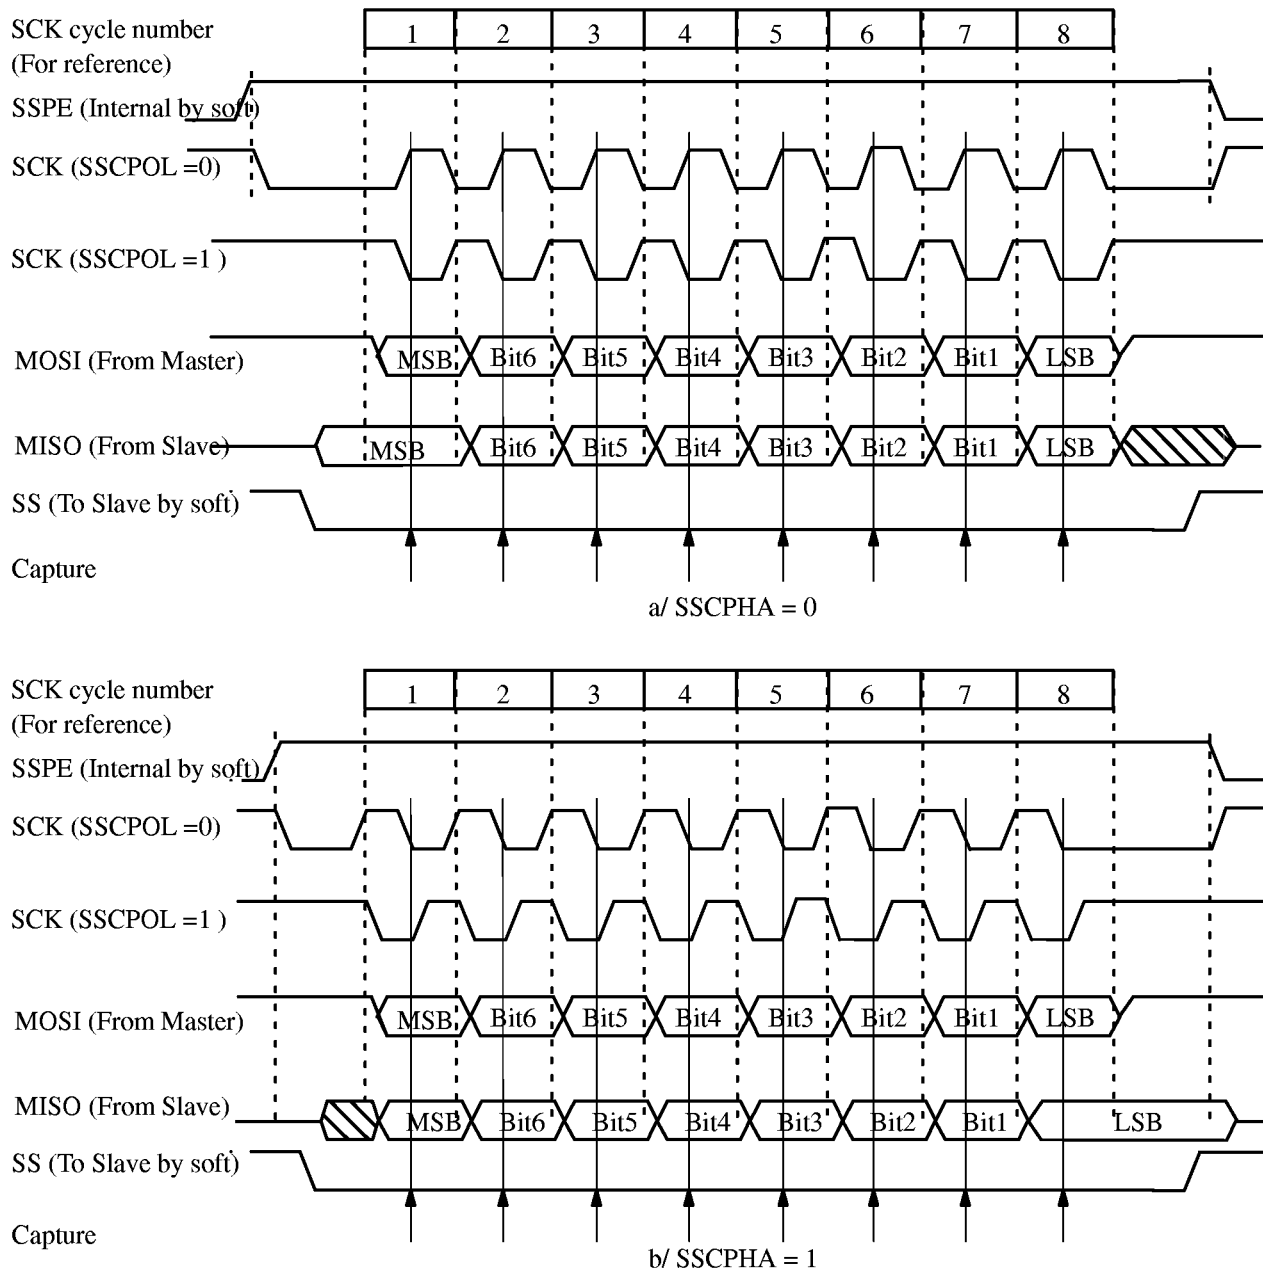 SCK cycle number 1 2 3 4 5 6 7 8
(For reference)
SSPE (Internal by soft)
SCK (SSCPOL =0)
SCK (SSCPOL =1 )
MOSI (From Master) MSB Bit6 Bit5 Bit4 Bit3 Bit2 Bit1 LSB
MISO (From Slave) MSB Bit6 Bit5 Bit4 Bit3 Bit2 Bit1 LSB
SS (To Slave by soft)
Capture
a/ SSCPHA = 0
SCK cycle number 1 2 3 4 5 6 7 8
(For reference)
SSPE (Internal by soft)
SCK (SSCPOL =0)
SCK (SSCPOL =1 )
MOSI (From Master) MSB Bit6 Bit5 Bit4 Bit3 Bit2 Bit1 LSB
MISO (From Slave) MSB Bit6 Bit5 Bit4 Bit3 Bit2 Bit1 LSB
SS (To Slave by soft)
Capture
b/ SSCPHA = 1